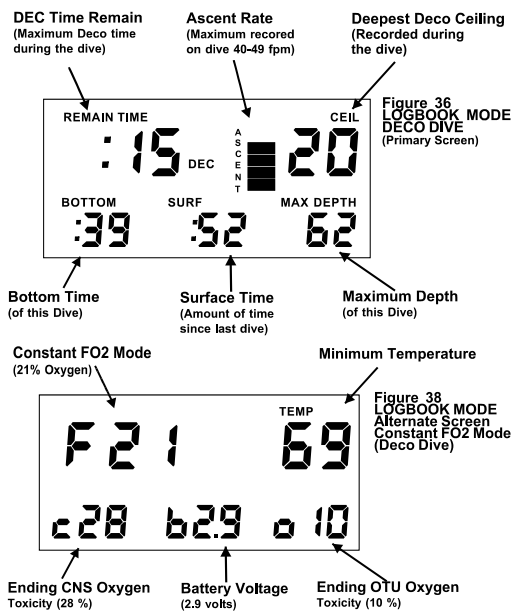 DEC Time Remain
(Maximum Deco time
during the dive)
Ascent Rate
(Maximum recored
on dive 40-49 fpm)
Deepest Deco Ceiling
(Recorded during
the dive)
Figure 36
LOGBOOK MODE
DECO DIVE
(Primary Screen)
REMAIN TIME
:15 DEC
ASCENT
CEIL
20
BOTTOM
:39
SURF
:52
MAX DEPTH
62
Bottom Time
(of this Dive)
Surface Time
(Amount of time
since last dive)
Maximum Depth
(of this Dive)
Constant FO2 Mode
(21% Oxygen)
Minimum Temperature
Figure 38
LOGBOOK MODE
Alternate Screen
Constant FO2 Mode
(Deco Dive)
F21
TEMP
69
c28
b2.9
o10
Ending CNS Oxygen
Toxicity (28 %)
Battery Voltage
(2.9 volts)
Ending OTU Oxygen
Toxicity (10 %)